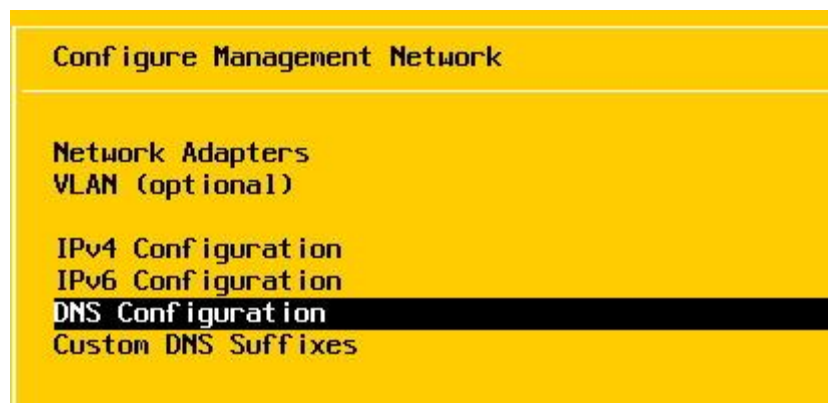 Configure Management Network
Network Adapters
VLAN (optional)
IPv4 Configuration
IPv6 Configuration
DNS Configuration
Custom DNS Suffixes